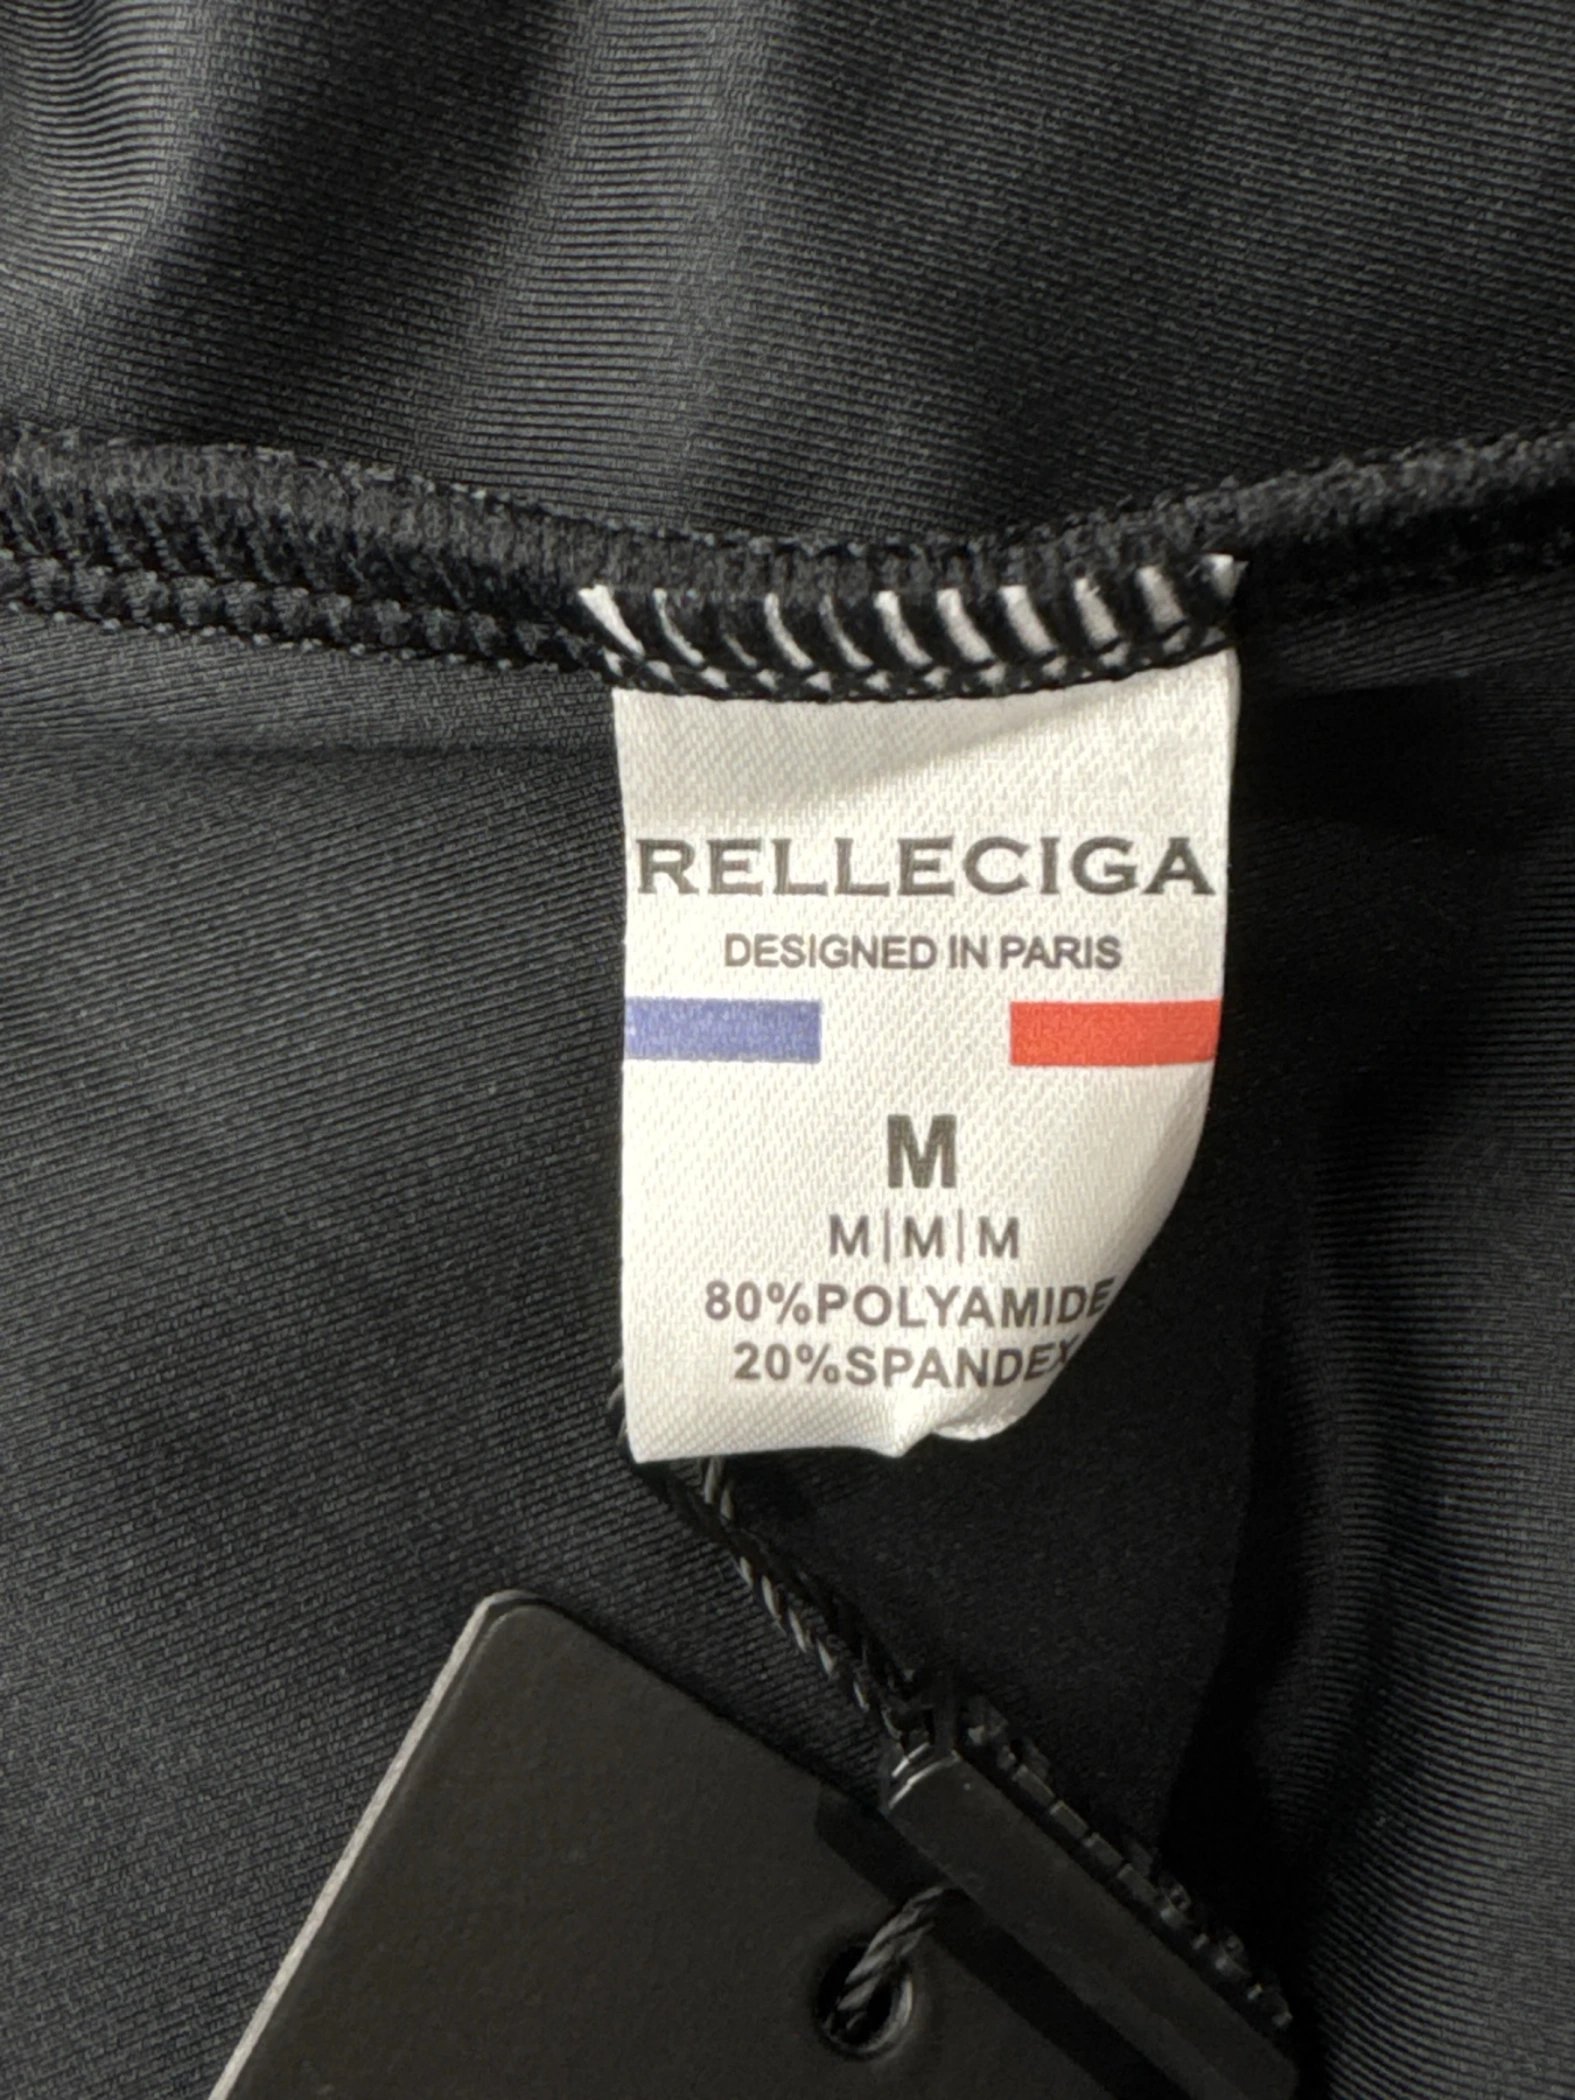 RELLECIGA
DESIGNED IN PARIS
M
M|M|M
80%POLYAMIDE
20%SPANDEX